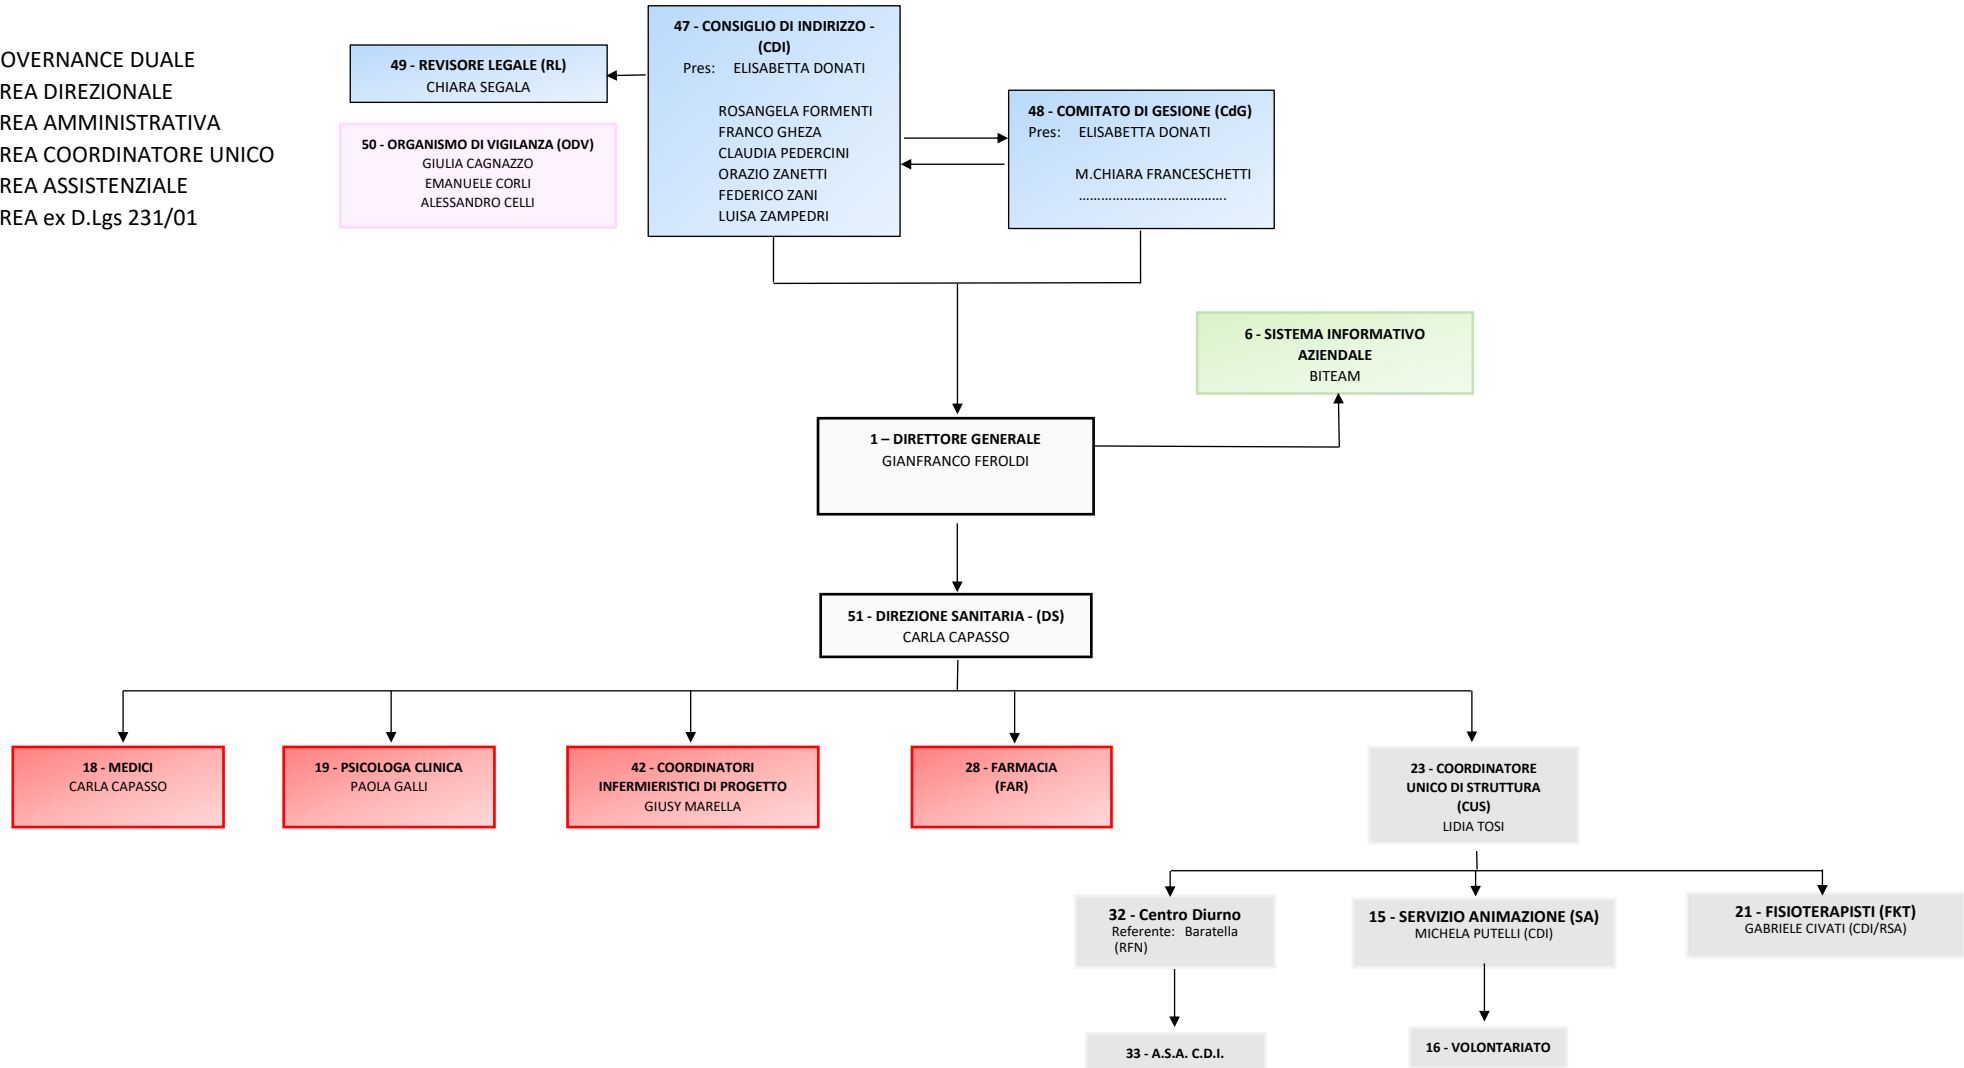 OVERNANCE DUALE
REA DIREZIONALE
REA AMMINISTRATIVA
REA COORDINATORE UNICO
REA ASSISTENZIALE
REA ex D.Lgs 231/01
49 - REVISORE LEGALE (RL)
CHIARA SEGALA
50 - ORGANISMO DI VIGILANZA (ODV)
GIULIA CAGNAZZO
EMANUELE CORLI
ALESSANDRO CELLI
47 - CONSIGLIO DI INDIRIZZO -
(CDI)
Pres: ELISABETTA DONATI
ROSANGELA FORMENTI
FRANCO GHEZA
CLAUDIA PEDERCINI
ORAZIO ZANETTI
FEDERICO ZANI
LUISA ZAMPEDRI
48 - COMITATO DI GESIONE (CdG)
Pres: ELISABETTA DONATI
M.CHIARA FRANCESCHETTI
………………………………….
6 - SISTEMA INFORMATIVO
AZIENDALE
BITEAM
1 – DIRETTORE GENERALE
GIANFRANCO FEROLDI
51 - DIREZIONE SANITARIA - (DS)
CARLA CAPASSO
18 - MEDICI
CARLA CAPASSO
19 - PSICOLOGA CLINICA
PAOLA GALLI
42 - COORDINATORI
INFERMIERISTICI DI PROGETTO
GIUSY MARELLA
28 - FARMACIA
(FAR)
23 - COORDINATORE
UNICO DI STRUTTURA
(CUS)
LIDIA TOSI
32 - Centro Diurno
Referente: Baratella
(RFN)
15 - SERVIZIO ANIMAZIONE (SA)
MICHELA PUTELLI (CDI)
21 - FISIOTERAPISTI (FKT)
GABRIELE CIVATI (CDI/RSA)
33 - A.S.A. C.D.I.
16 - VOLONTARIATO